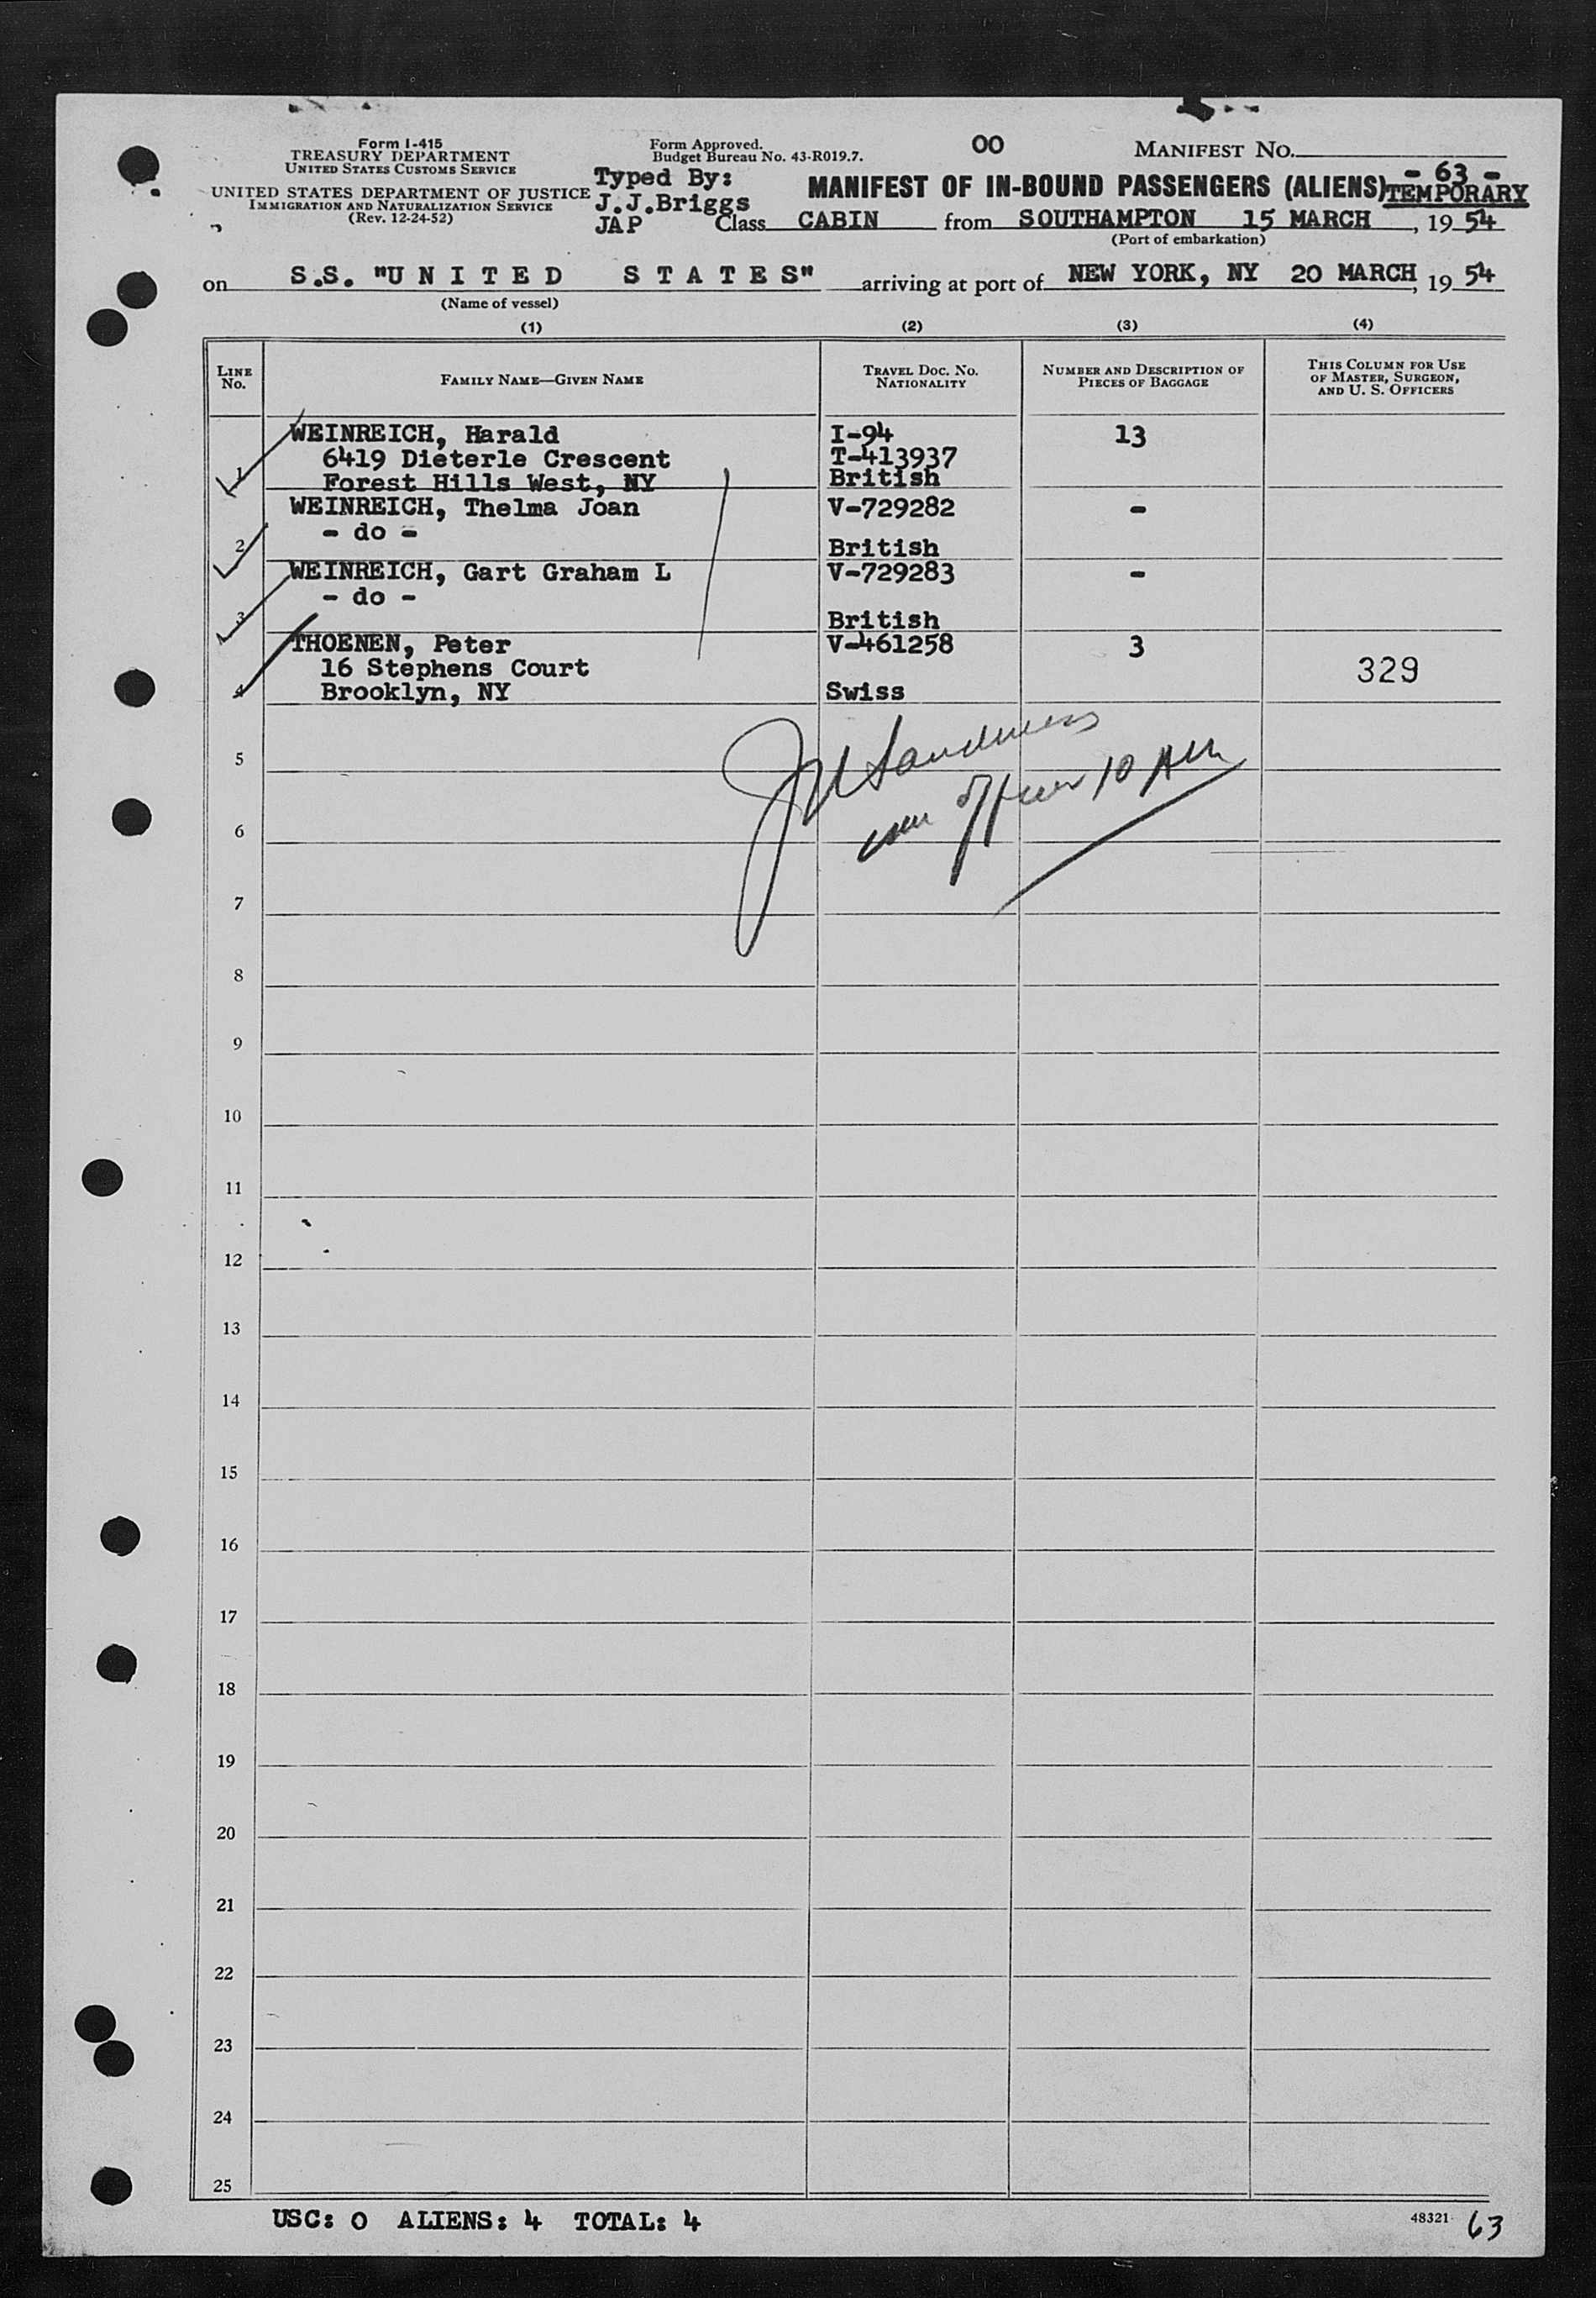 Form I-415
TREASURY DEPARTMENT
UNITED STATES CUSTOMS SERVICE
UNITED STATES DEPARTMENT OF JUSTICE
IMMIGRATION AND NATURALIZATION SERVICE
(Rev. 12-24-52)
Form Approved.
Budget Bureau No. 43-R019.7.
Typed By:
J.J.Briggs
JAP
OO
MANIFEST No.
- 63 -
MANIFEST OF IN-BOUND PASSENGERS (ALIENS) TEMPORARY
Class CABIN from SOUTHAMPTON 15 MARCH, 19 54
(Port of embarkation)
on S.S. "U N I T E D S T A T E S" arriving at port of NEW YORK, NY 20 MARCH, 19 54
(Name of vessel)
(1) (2) (3) (4)
LINE No. FAMILY NAME—GIVEN NAME TRAVEL DOC. No. NATIONALITY NUMBER AND DESCRIPTION OF PIECES OF BAGGAGE THIS COLUMN FOR USE OF MASTER, SURGEON, AND U. S. OFFICERS
WEINREICH, Harald I-94 13
6419 Dieterle Crescent T-413937
1 Forest Hills West, NY British
WEINREICH, Thelma Joan V-729282 -
- do -
2 British
WEINREICH, Gart Graham L V-729283 -
- do -
3 British
THOENEN, Peter V-461258 3
16 Stephens Court 329
4 Brooklyn, NY Swiss
5
10 AM
6
7
8
9
10
11
12
13
14
15
16
17
18
19
20
21
22
23
24
25
USC: 0 ALIENS: 4 TOTAL: 4
48321 63